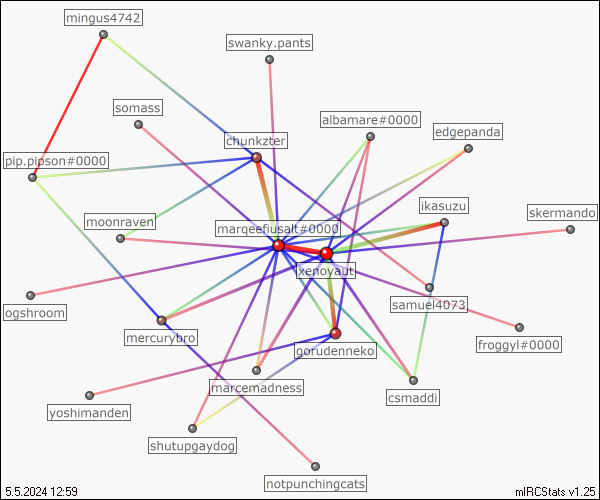 mingus4742
swanky.pants
somass
albamare#0000
edgepanda
chunkzter
pip.pipson#0000
ikasuzu
skermando
moonraven
marqeefiusalt#0000
xenoyaut
samuel4073
ogshroom
mercurybro
froggyl#0000
gorudenneko
marcemadness
csmaddi
yoshimanden
shutupgaydog
notpunchingcats
5.5.2024 12:59
mIRCStats v1.25